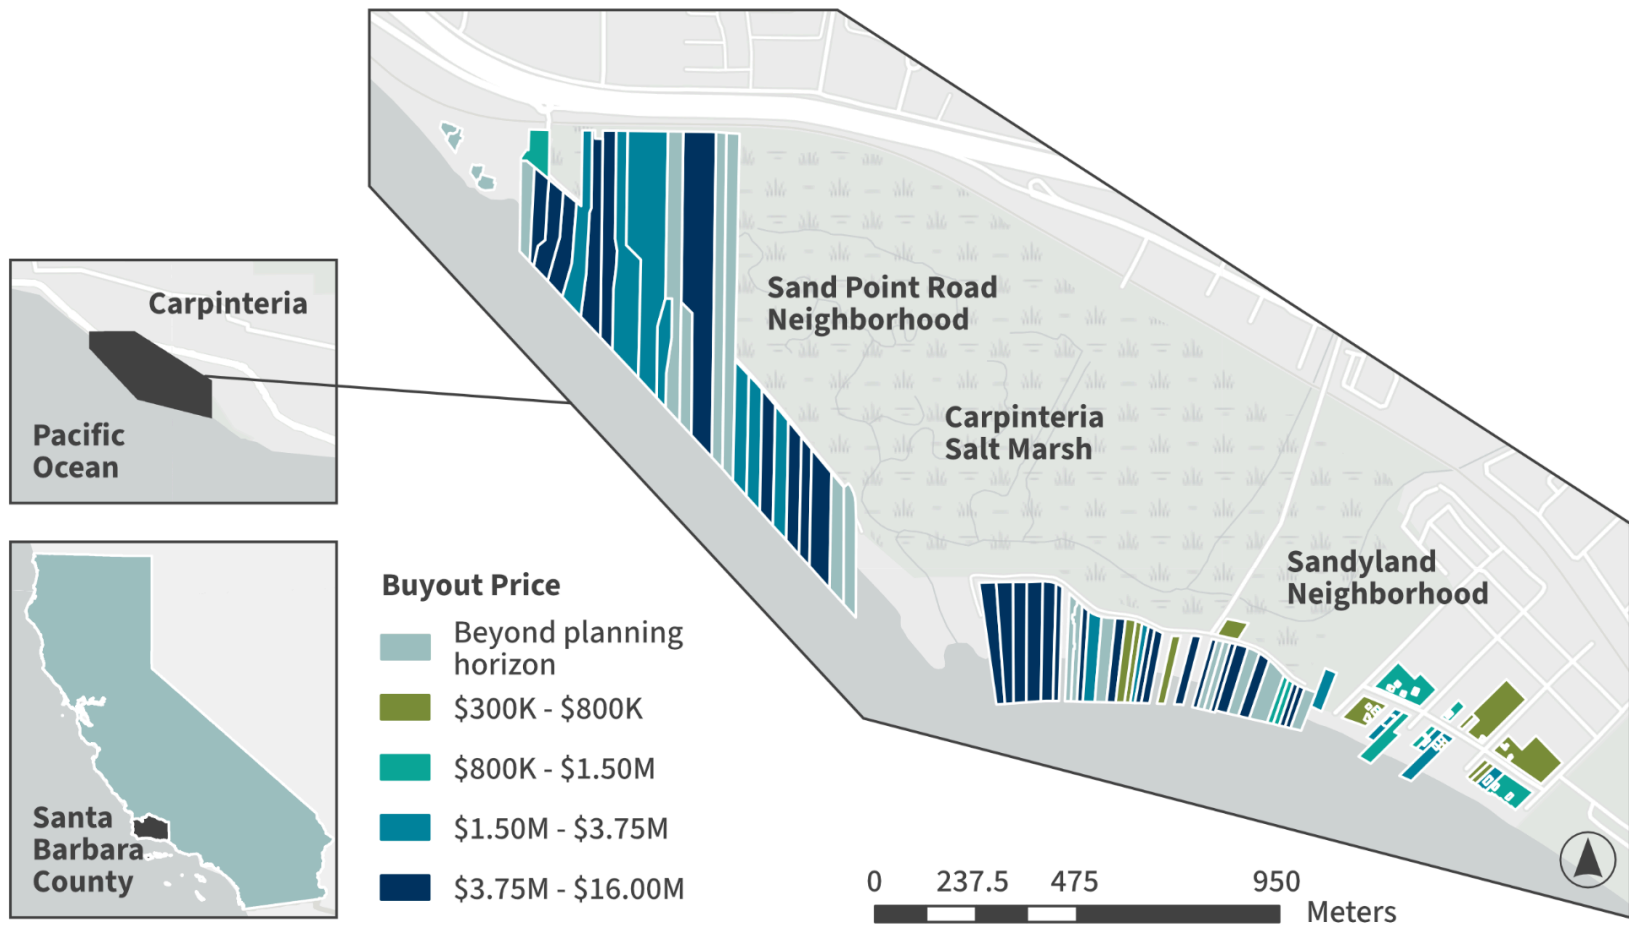 Sand Point Road
Neighborhood
Carpinteria
Salt Marsh
Sandyland
Neighborhood
Carpinteria
Pacific
Ocean
Santa
Barbara
County
Buyout Price
Beyond planning
horizon
$300K - $800K
$800K - $1.50M
$1.50M - $3.75M
$3.75M - $16.00M
0 237.5 475 950
Meters